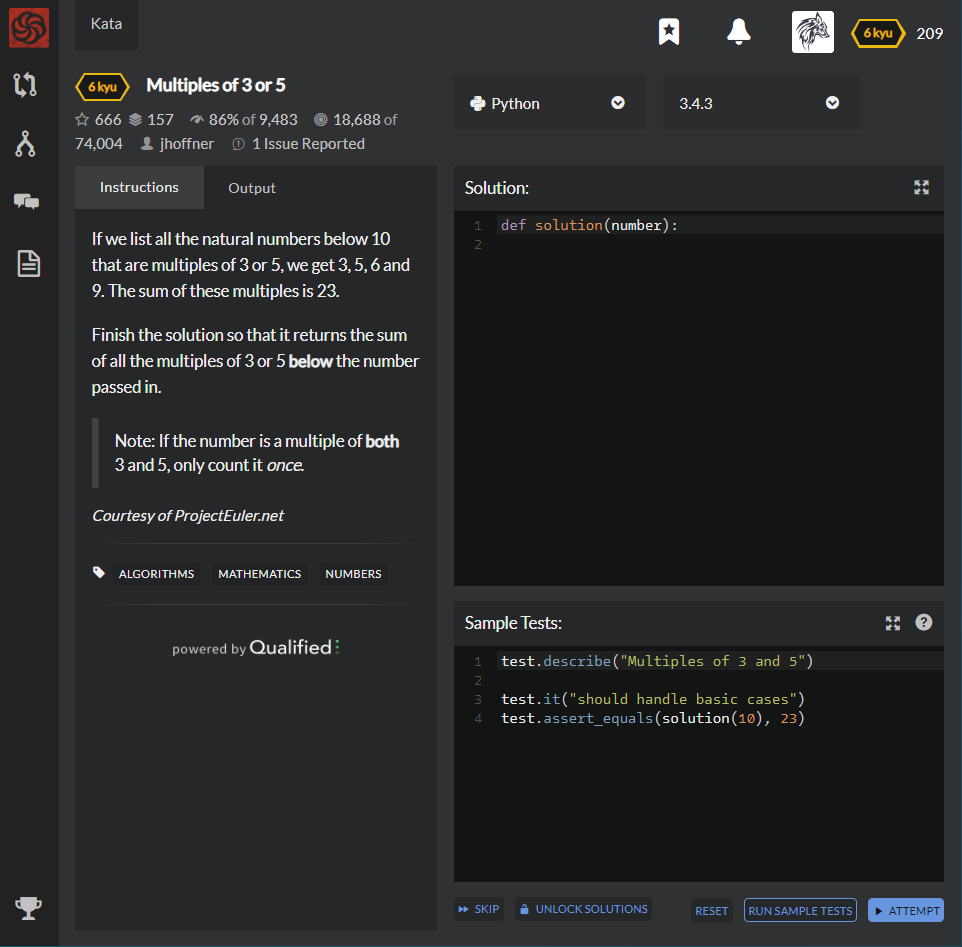 Kata
6 kyu 209
6 kyu Multiples of 3 or 5
666 157 86% of 9,483 18,688 of
74,004 jhoffner 1 Issue Reported
Python
3.4.3
Instructions Output
If we list all the natural numbers below 10
that are multiples of 3 or 5, we get 3, 5, 6 and
9. The sum of these multiples is 23.
Finish the solution so that it returns the sum
of all the multiples of 3 or 5 below the number
passed in.
Note: If the number is a multiple of both
3 and 5, only count it once.
Courtesy of ProjectEuler.net
ALGORITHMS MATHEMATICS NUMBERS
powered by Qualified
Solution:
1 def solution(number):
2
Sample Tests:
?
1 test.describe("Multiples of 3 and 5")
2
3 test.it("should handle basic cases")
4 test.assert_equals(solution(10), 23)
SKIP UNLOCK SOLUTIONS RESET RUN SAMPLE TESTS ATTEMPT